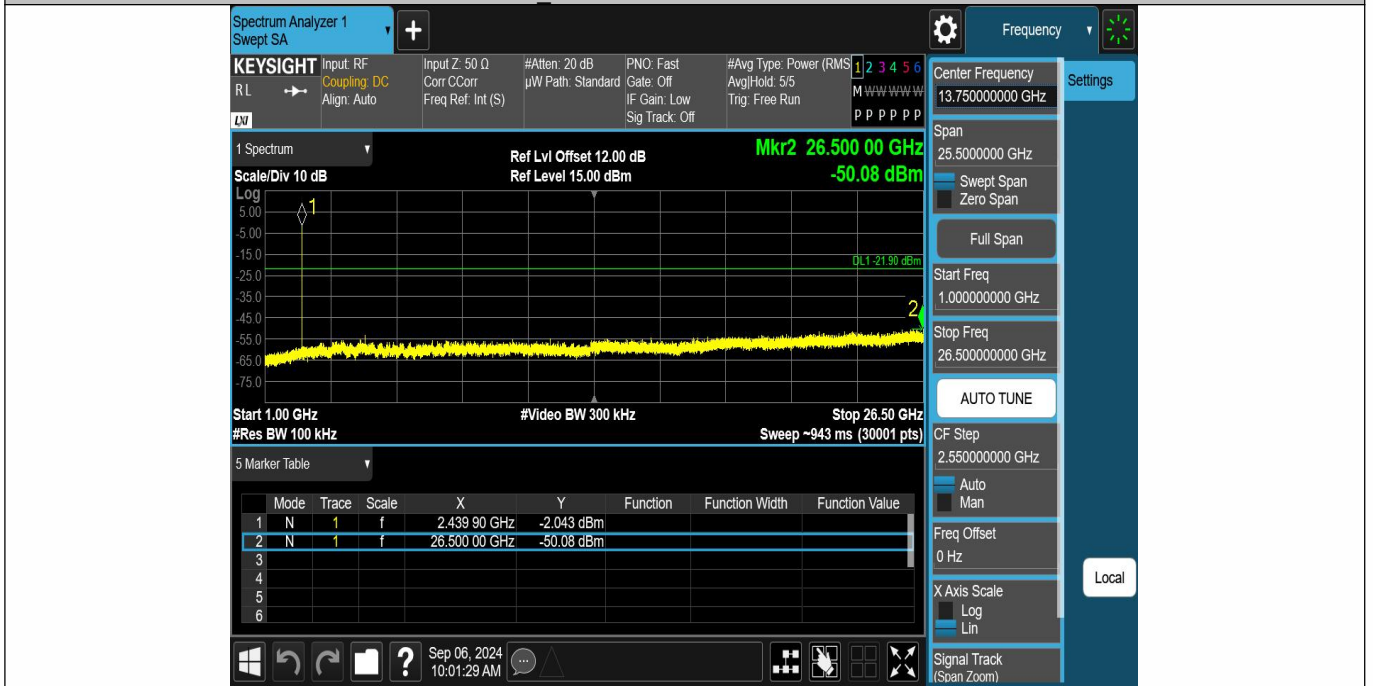 Spectrum Analyzer 1
Swept SA
+
Frequency
KEYSIGHT
RL
LXI
Input: RF
Coupling: DC
Align: Auto
Input Z: 50 Ω
Corr CCorr
Freq Ref: Int (S)
#Atten: 20 dB
µW Path: Standard
PNO: Fast
Gate: Off
IF Gain: Low
Sig Track: Off
#Avg Type: Power (RMS
Avg|Hold: 5/5
Trig: Free Run
1 2 3 4 5 6
M W W W W W
P P P P P P
Center Frequency
13.750000000 GHz
Settings
Span
25.5000000 GHz
Swept Span
Zero Span
Full Span
Start Freq
1.000000000 GHz
Stop Freq
26.500000000 GHz
AUTO TUNE
CF Step
2.550000000 GHz
Auto
Man
Freq Offset
0 Hz
X Axis Scale
Log
Lin
Signal Track
(Span Zoom)
Local
1 Spectrum
Scale/Div 10 dB
Ref Lvl Offset 12.00 dB
Ref Level 15.00 dBm
Mkr2 26.500 00 GHz
-50.08 dBm
Log
5.00
-5.00
-15.0
-25.0
-35.0
-45.0
-55.0
-65.0
-75.0
1
DL1 -21.90 dBm
2
Start 1.00 GHz
#Video BW 300 kHz
Stop 26.50 GHz
#Res BW 100 kHz
Sweep ~943 ms (30001 pts)
5 Marker Table
Mode Trace Scale X Y Function Function Width Function Value
1 N 1 f 2.439 90 GHz -2.043 dBm
2 N 1 f 26.500 00 GHz -50.08 dBm
3
4
5
6
?
Sep 06, 2024
10:01:29 AM